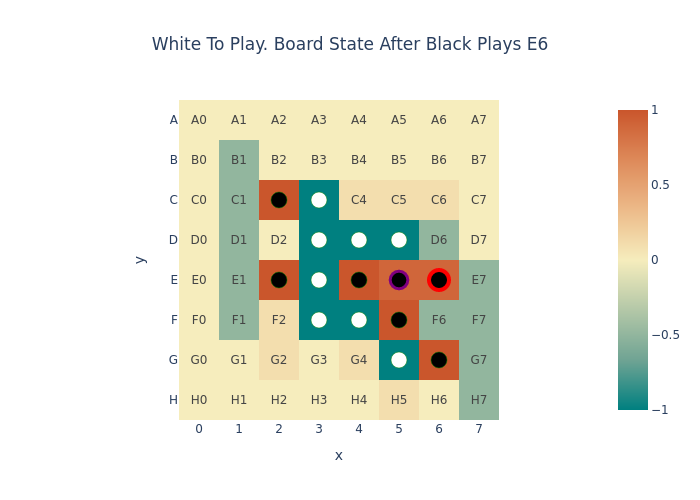 White To Play. Board State After Black Plays E6
A A0 A1 A2 A3 A4 A5 A6 A7
B B0 B1 B2 B3 B4 B5 B6 B7
C C0 C1 C4 C5 C6 C7
D D0 D1 D2 D6 D7
E E0 E1 E7
F F0 F1 F2 F6 F7
G G0 G1 G2 G3 G4 G7
H H0 H1 H2 H3 H4 H5 H6 H7
0 1 2 3 4 5 6 7
x
y
1
0.5
0
−0.5
−1